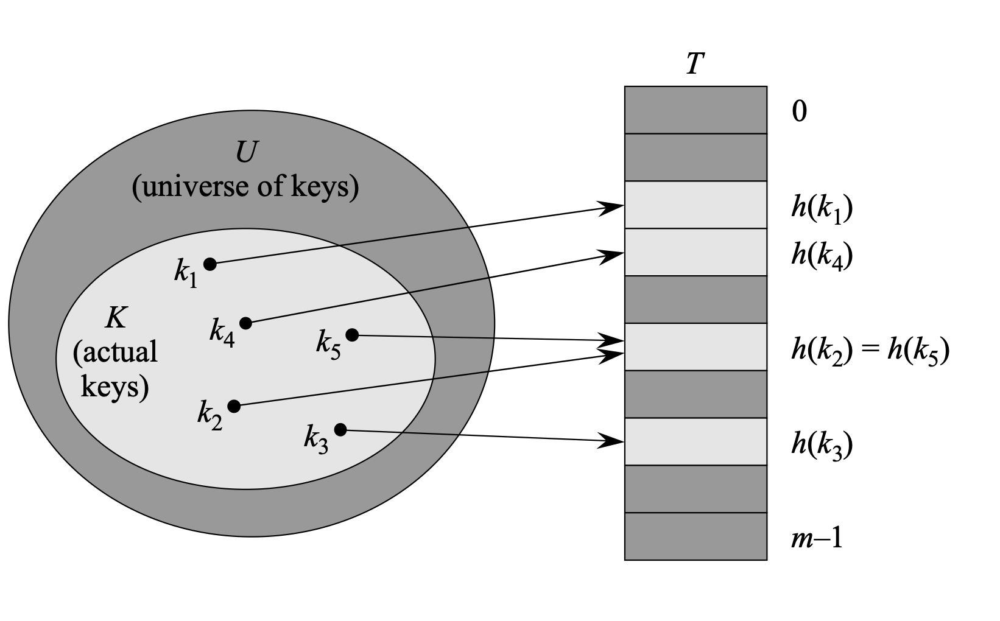 T
0
U
(universe of keys)
h(k₁)
h(k₄)
k₁
K
(actual
keys)
k₄
k₅
h(k₂) = h(k₅)
k₂
k₃
h(k₃)
m–1